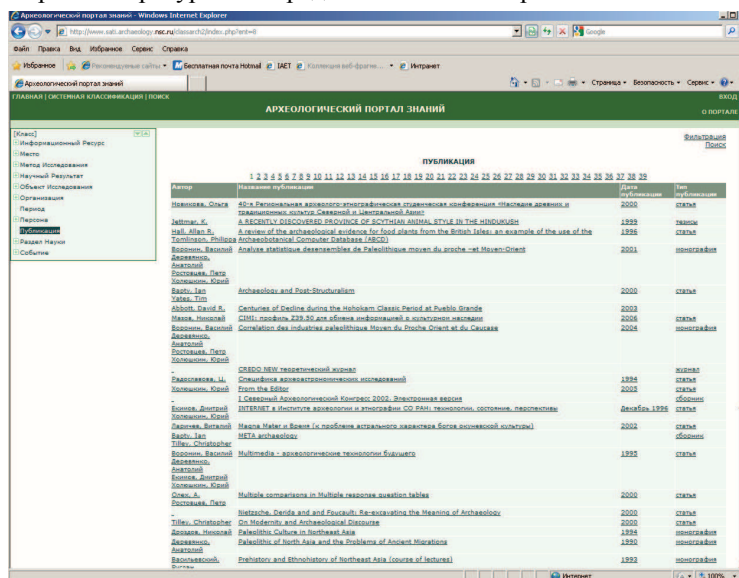 Археологический портал знаний - Windows Internet Explorer
http://www.sati.archaeology.nsc.ru/classarch2/index.php?ent=8
Google
Файл Правка Вид Избранное Сервис Справка
Избранное Рекомендуемые сайты Бесплатная почта Hotmail IAET Коллекция веб-фрагме... Интранет
Археологический портал знаний
Страница Безопасность Сервис
ГЛАВНАЯ | СИСТЕМНАЯ КЛАССИФИКАЦИЯ | ПОИСК
ВХОД
АРХЕОЛОГИЧЕСКИЙ ПОРТАЛ ЗНАНИЙ
О ПОРТАЛЕ
[Класс]
Информационный Ресурс
Место
Метод Исследования
Научный Результат
Объект Исследования
Организация
Период
Персона
Публикация
Раздел Науки
Событие
Фильтрация
Поиск
ПУБЛИКАЦИЯ
1 2 3 4 5 6 7 8 9 10 11 12 13 14 15 16 17 18 19 20 21 22 23 24 25 26 27 28 29 30 31 32 33 34 35 36 37 38 39
Автор Название публикации Дата публикации Тип публикации
Новикова, Ольга 40-я Региональная археолого-этнографическая студенческая конференция «Наследие древних и 2000 статья
традиционных культур Северной и Центральной Азии»
Jettmar, K. A RECENTLY DISCOVERED PROVINCE OF SCYTHIAN ANIMAL STYLE IN THE HINDUKUSH 1999 тезисы
Hall, Allan R. A review of the archaeological evidence for food plants from the British Isles: an example of the use of the 1996 статья
Tomlinson, Philippa Archaeobotanical Computer Database (ABCD)
Воронин, Василий Analyse statistique desensembles de Paleolithique moyen du proche -et Moyen-Orient 2001 монография
Деревянко,
Анатолий
Ростовцев, Петр
Холюшкин, Юрий
Bapty, Ian Archaeology and Post-Structuralism 2000 статья
Yates, Tim
Abbott, David R. Centuries of Decline during the Hohokam Classic Period at Pueblo Grande 2003
Мазов, Николай CIMI: профиль Z39.50 для обмена информацией о культурном наследии 2006 статья
Воронин, Василий Correlation des industries paleolithique Moyen du Proche Orient et du Caucase 2004 монография
Деревянко,
Анатолий
Ростовцев, Петр
Холюшкин, Юрий
CREDO NEW теоретический журнал журнал
Радославова, Ц. Специфика археоастрономических исследований 1994 статья
Холюшкин, Юрий From the Editor 2005 статья
I Северный Археологический Конгресс 2002. Электронная версия сборник
Екимов, Дмитрий INTERNET в Институте археологии и этнографии СО РАН: технологии, состояние, перспективы Декабрь 1996 статья
Холюшкин, Юрий
Ларичев, Виталий Magna Mater и Время (к проблеме астрального характера богов окуневской культуры) 2002 статья
Bapty, Ian META archaeology сборник
Tilley, Christopher
Воронин, Василий Multimedia - археологические технологии будущего 1995 статья
Деревянко,
Анатолий
Екимов, Дмитрий
Холюшкин, Юрий
Олех, А. Multiple comparisons in Multiple response question tables 2000 статья
Ростовцев, Петр
Nietzsche, Derida and and Foucault: Re-excavating the Meaning of Archaeology 2000 статья
Tilley, Christopher On Modernity and Archaeological Discourse 2000 статья
Дроздов, Николай Paleolithic Culture in Northeast Asia 1994 монография
Деревянко, Paleolithic of North Asia and the Problems of Ancient Migrations 1990 монография
Анатолий
Васильевский, Prehistory and Ethnohistory of Northeast Asia (course of lectures) 1993 монография
Руслан
Интернет 100%